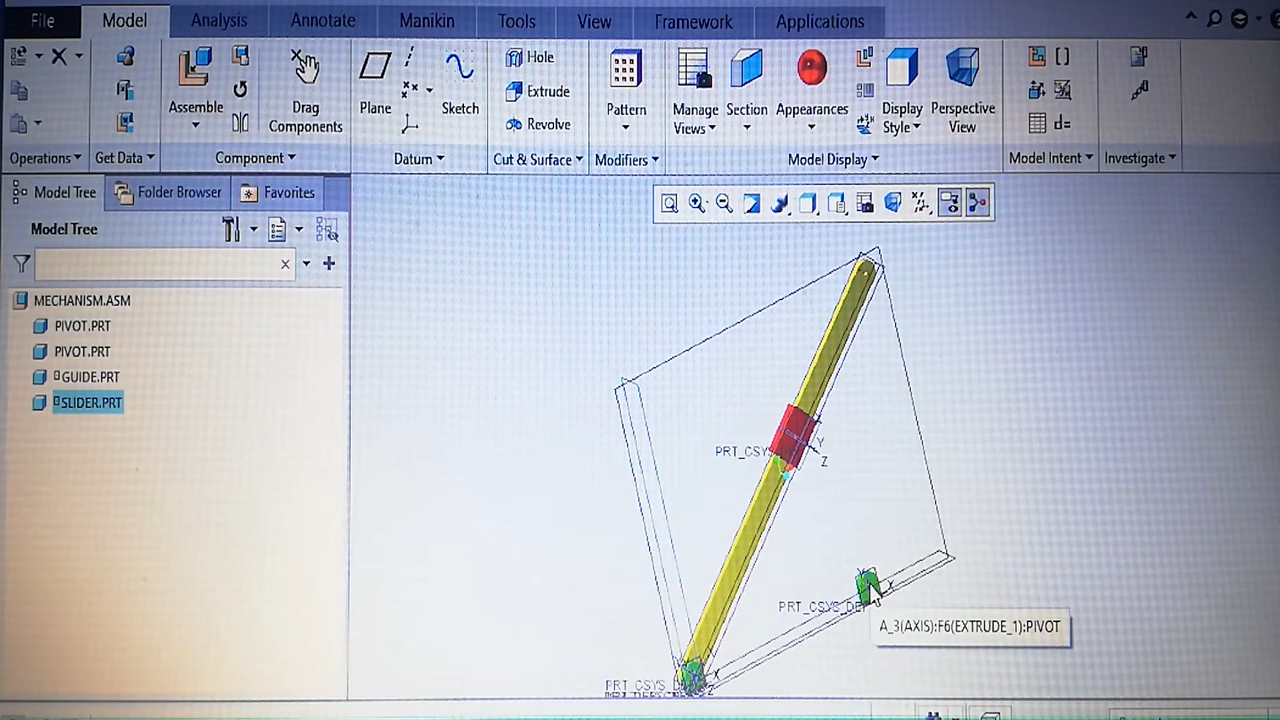 File Model Analysis Annotate Manikin Tools View Framework Applications
Hole
Extrude
Revolve
Assemble
Drag
Components
Plane
Sketch
Pattern
Manage
Views
Section
Appearances
Display
Style
Perspective
View
d=
Operations Get Data Component Datum Cut & Surface Modifiers Model Display Model Intent Investigate
Model Tree Folder Browser Favorites
Model Tree
MECHANISM.ASM
PIVOT.PRT
PIVOT.PRT
GUIDE.PRT
SLIDER.PRT
PRT_CSYS
Y
Z
PRT_CSYS_DEF
X
A_3(AXIS):F6(EXTRUDE_1):PIVOT
PRT_CSYS_D
X
Z